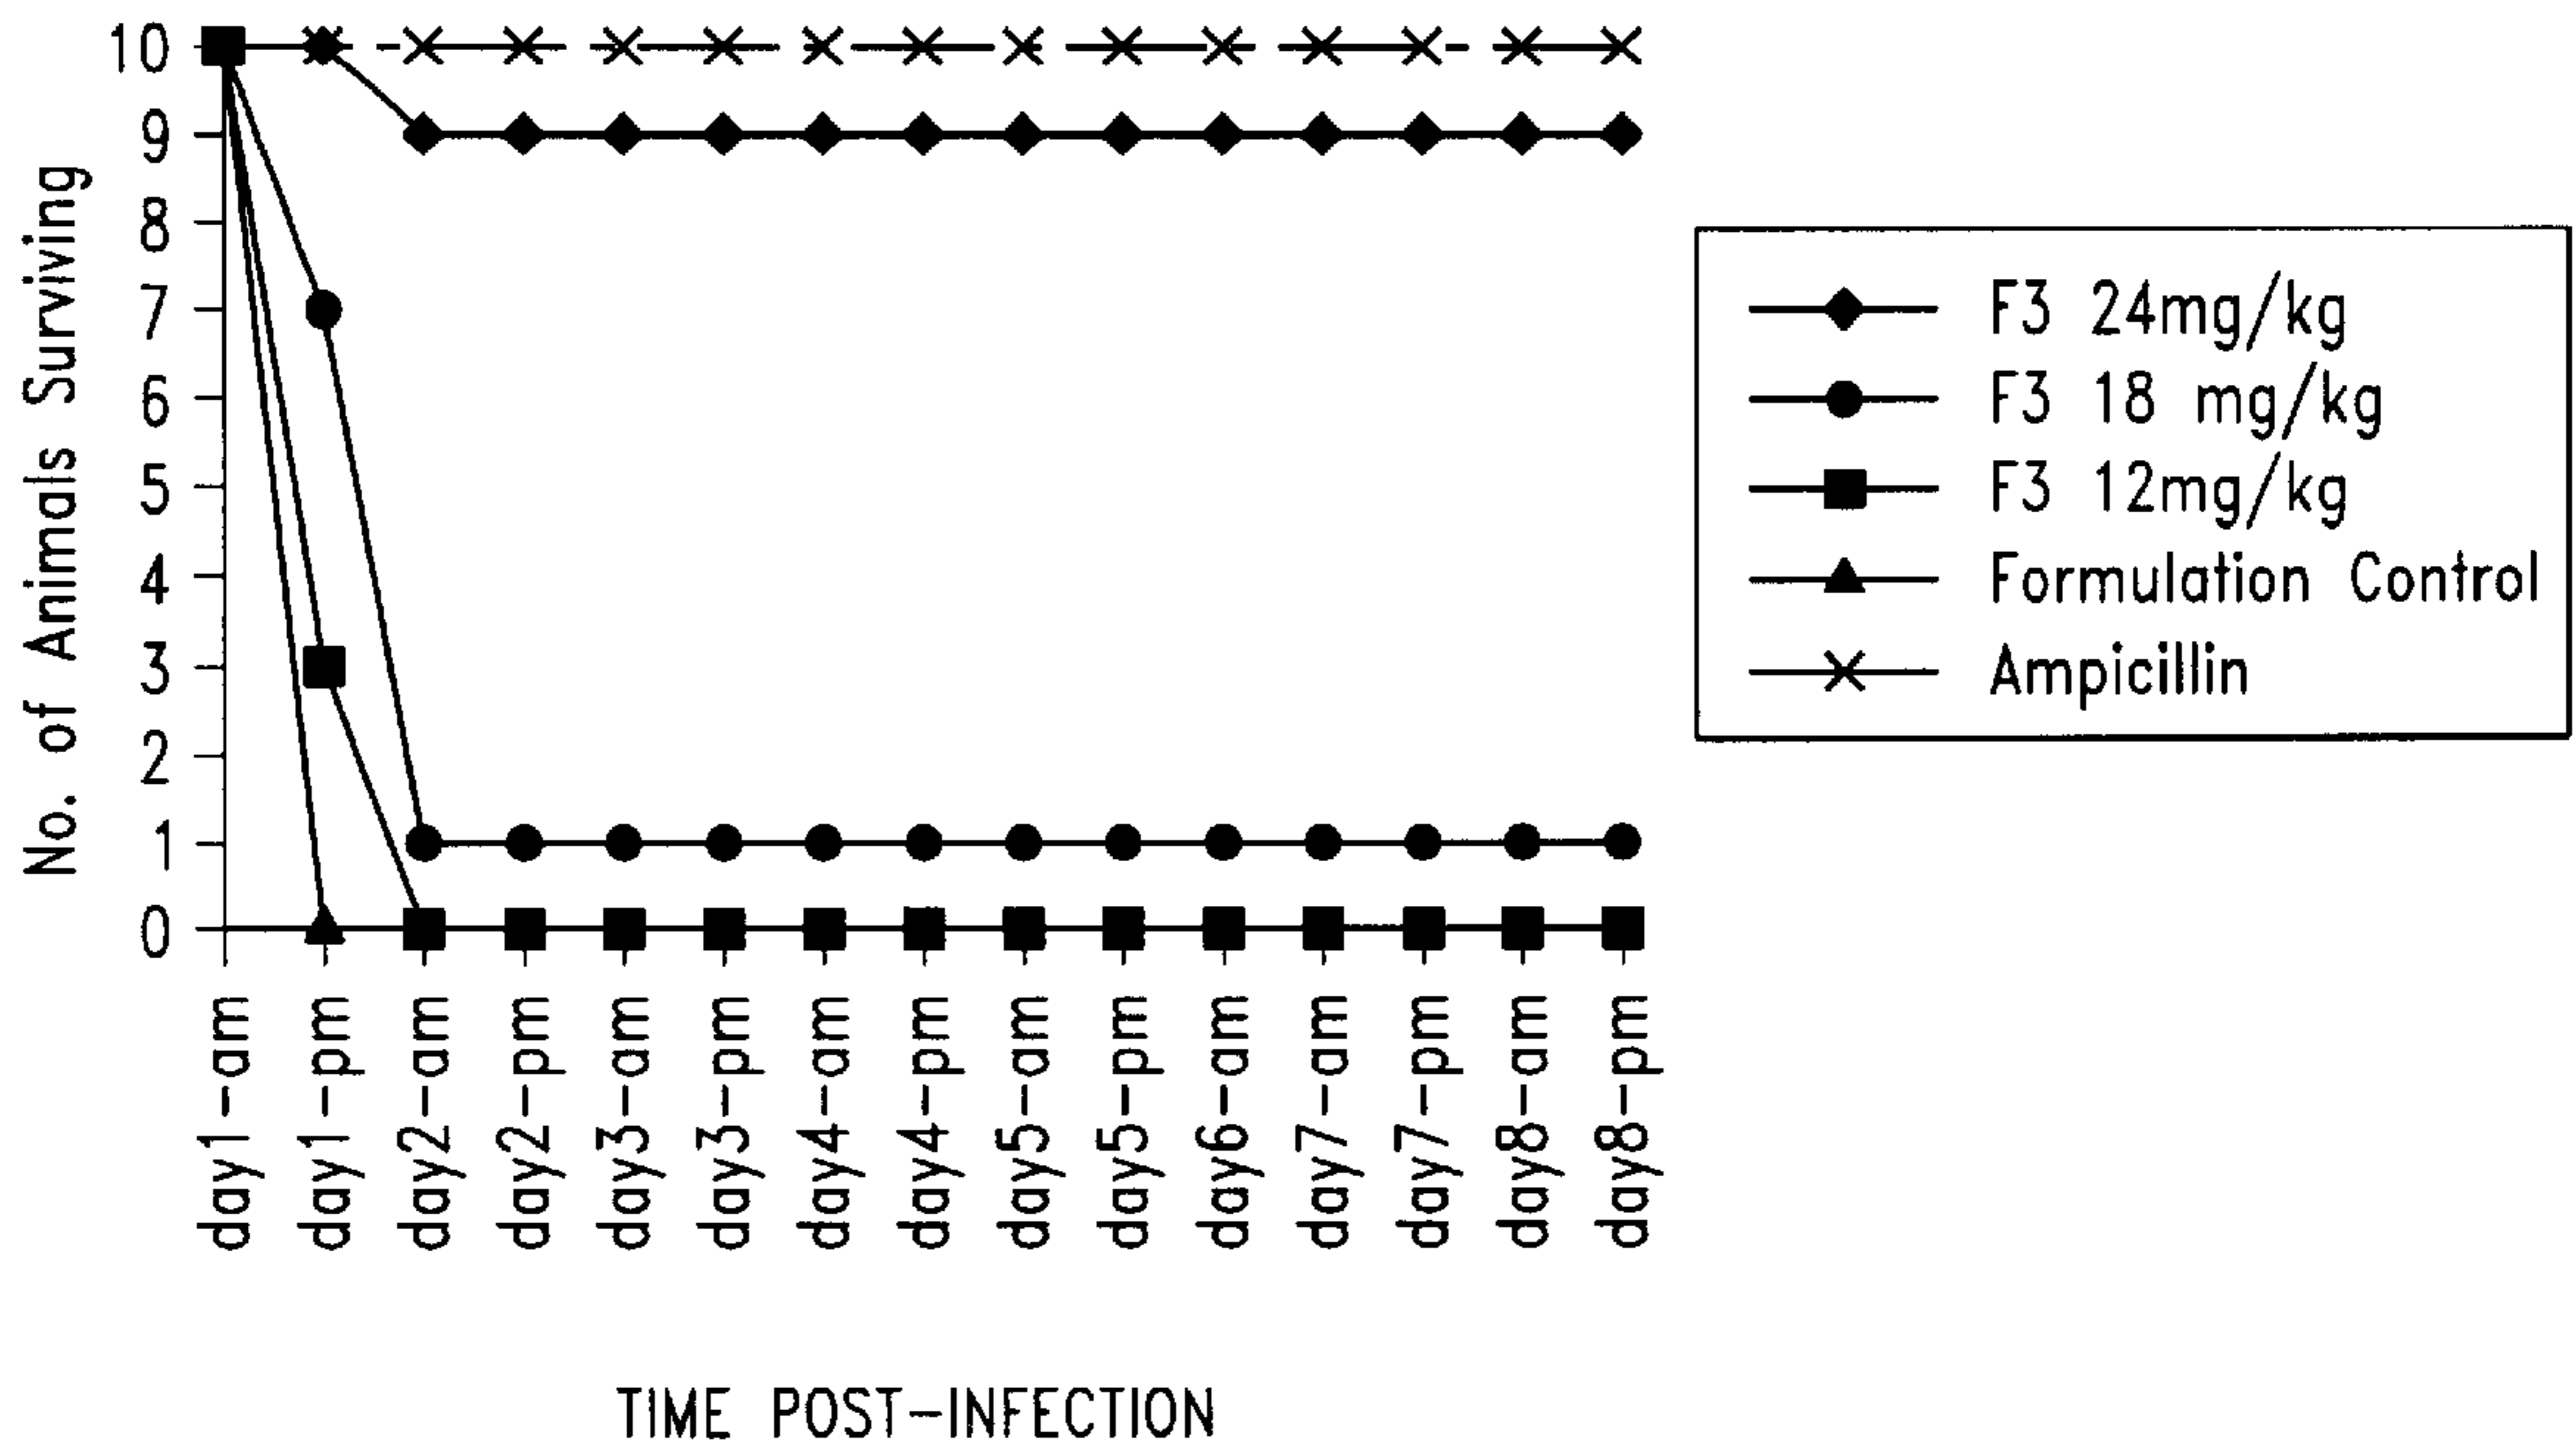 No. of Animals Surviving
10
9
8
7
6
5
4
3
2
1
0
day1-am
day1-pm
day2-am
day2-pm
day3-am
day3-pm
day4-am
day4-pm
day5-am
day5-pm
day6-am
day7-am
day7-pm
day8-am
day8-pm
TIME POST-INFECTION
F3 24mg/kg
F3 18 mg/kg
F3 12mg/kg
Formulation Control
Ampicillin